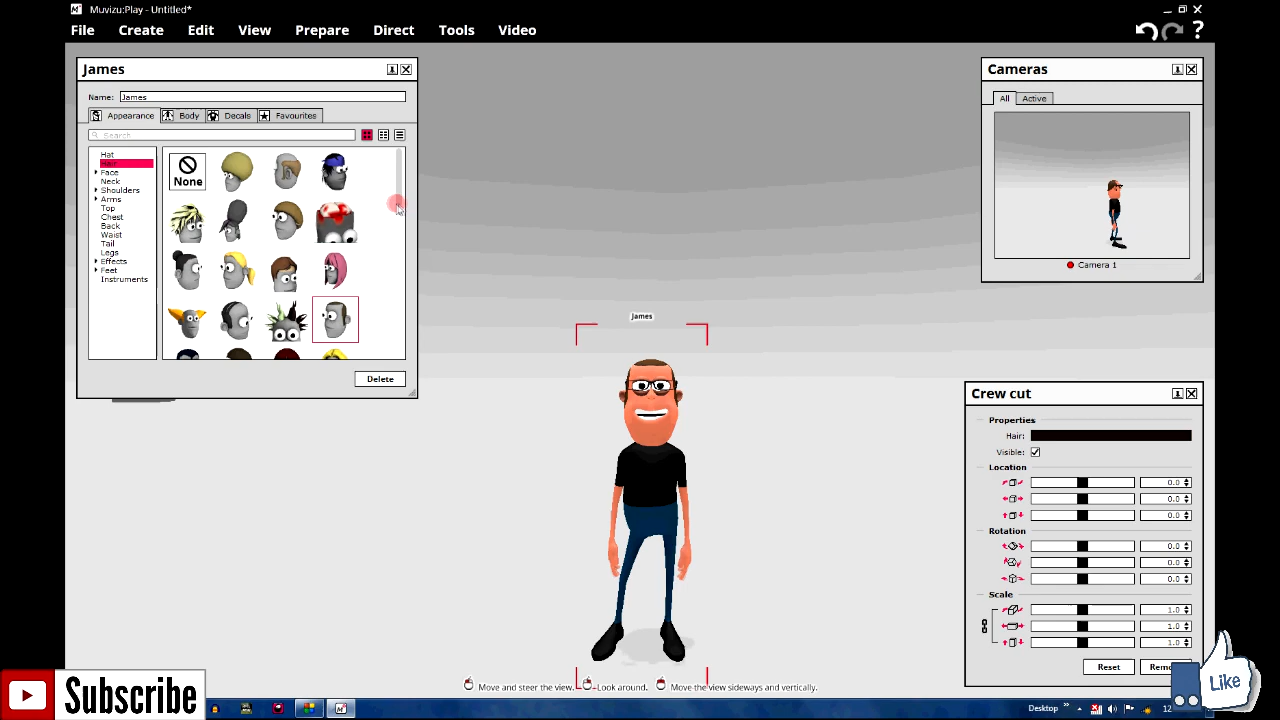 Muvizu:Play - Untitled*
File Create Edit View Prepare Direct Tools Video ?
James
Name: James
Appearance Body Decals Favourites
Search
Hat
Hair
Face
Neck
Shoulders
Arms
Top
Chest
Back
Waist
Tail
Legs
Effects
Feet
Instruments
None
Delete
Cameras
All Active
Camera 1
James
Crew cut
Properties
Hair:
Visible:
Location
0.0
0.0
0.0
Rotation
0.0
0.0
0.0
Scale
1.0
1.0
1.0
Reset
Move and steer the view. Look around. Move the view sideways and vertically.
Subscribe
Like
Desktop
12